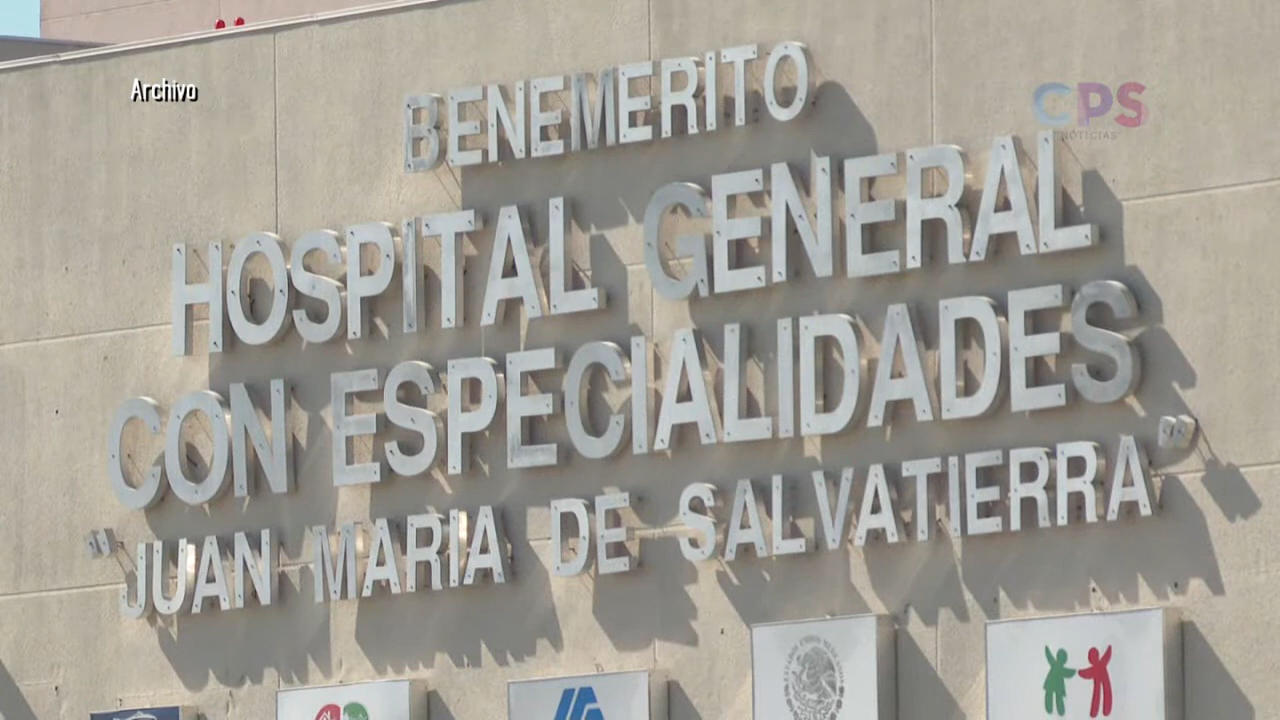 Archivo
CPS
NOTICIAS
BENEMERITO
HOSPITAL GENERAL
CON ESPECIALIDADES
"JUAN MARIA DE SALVATIERRA"